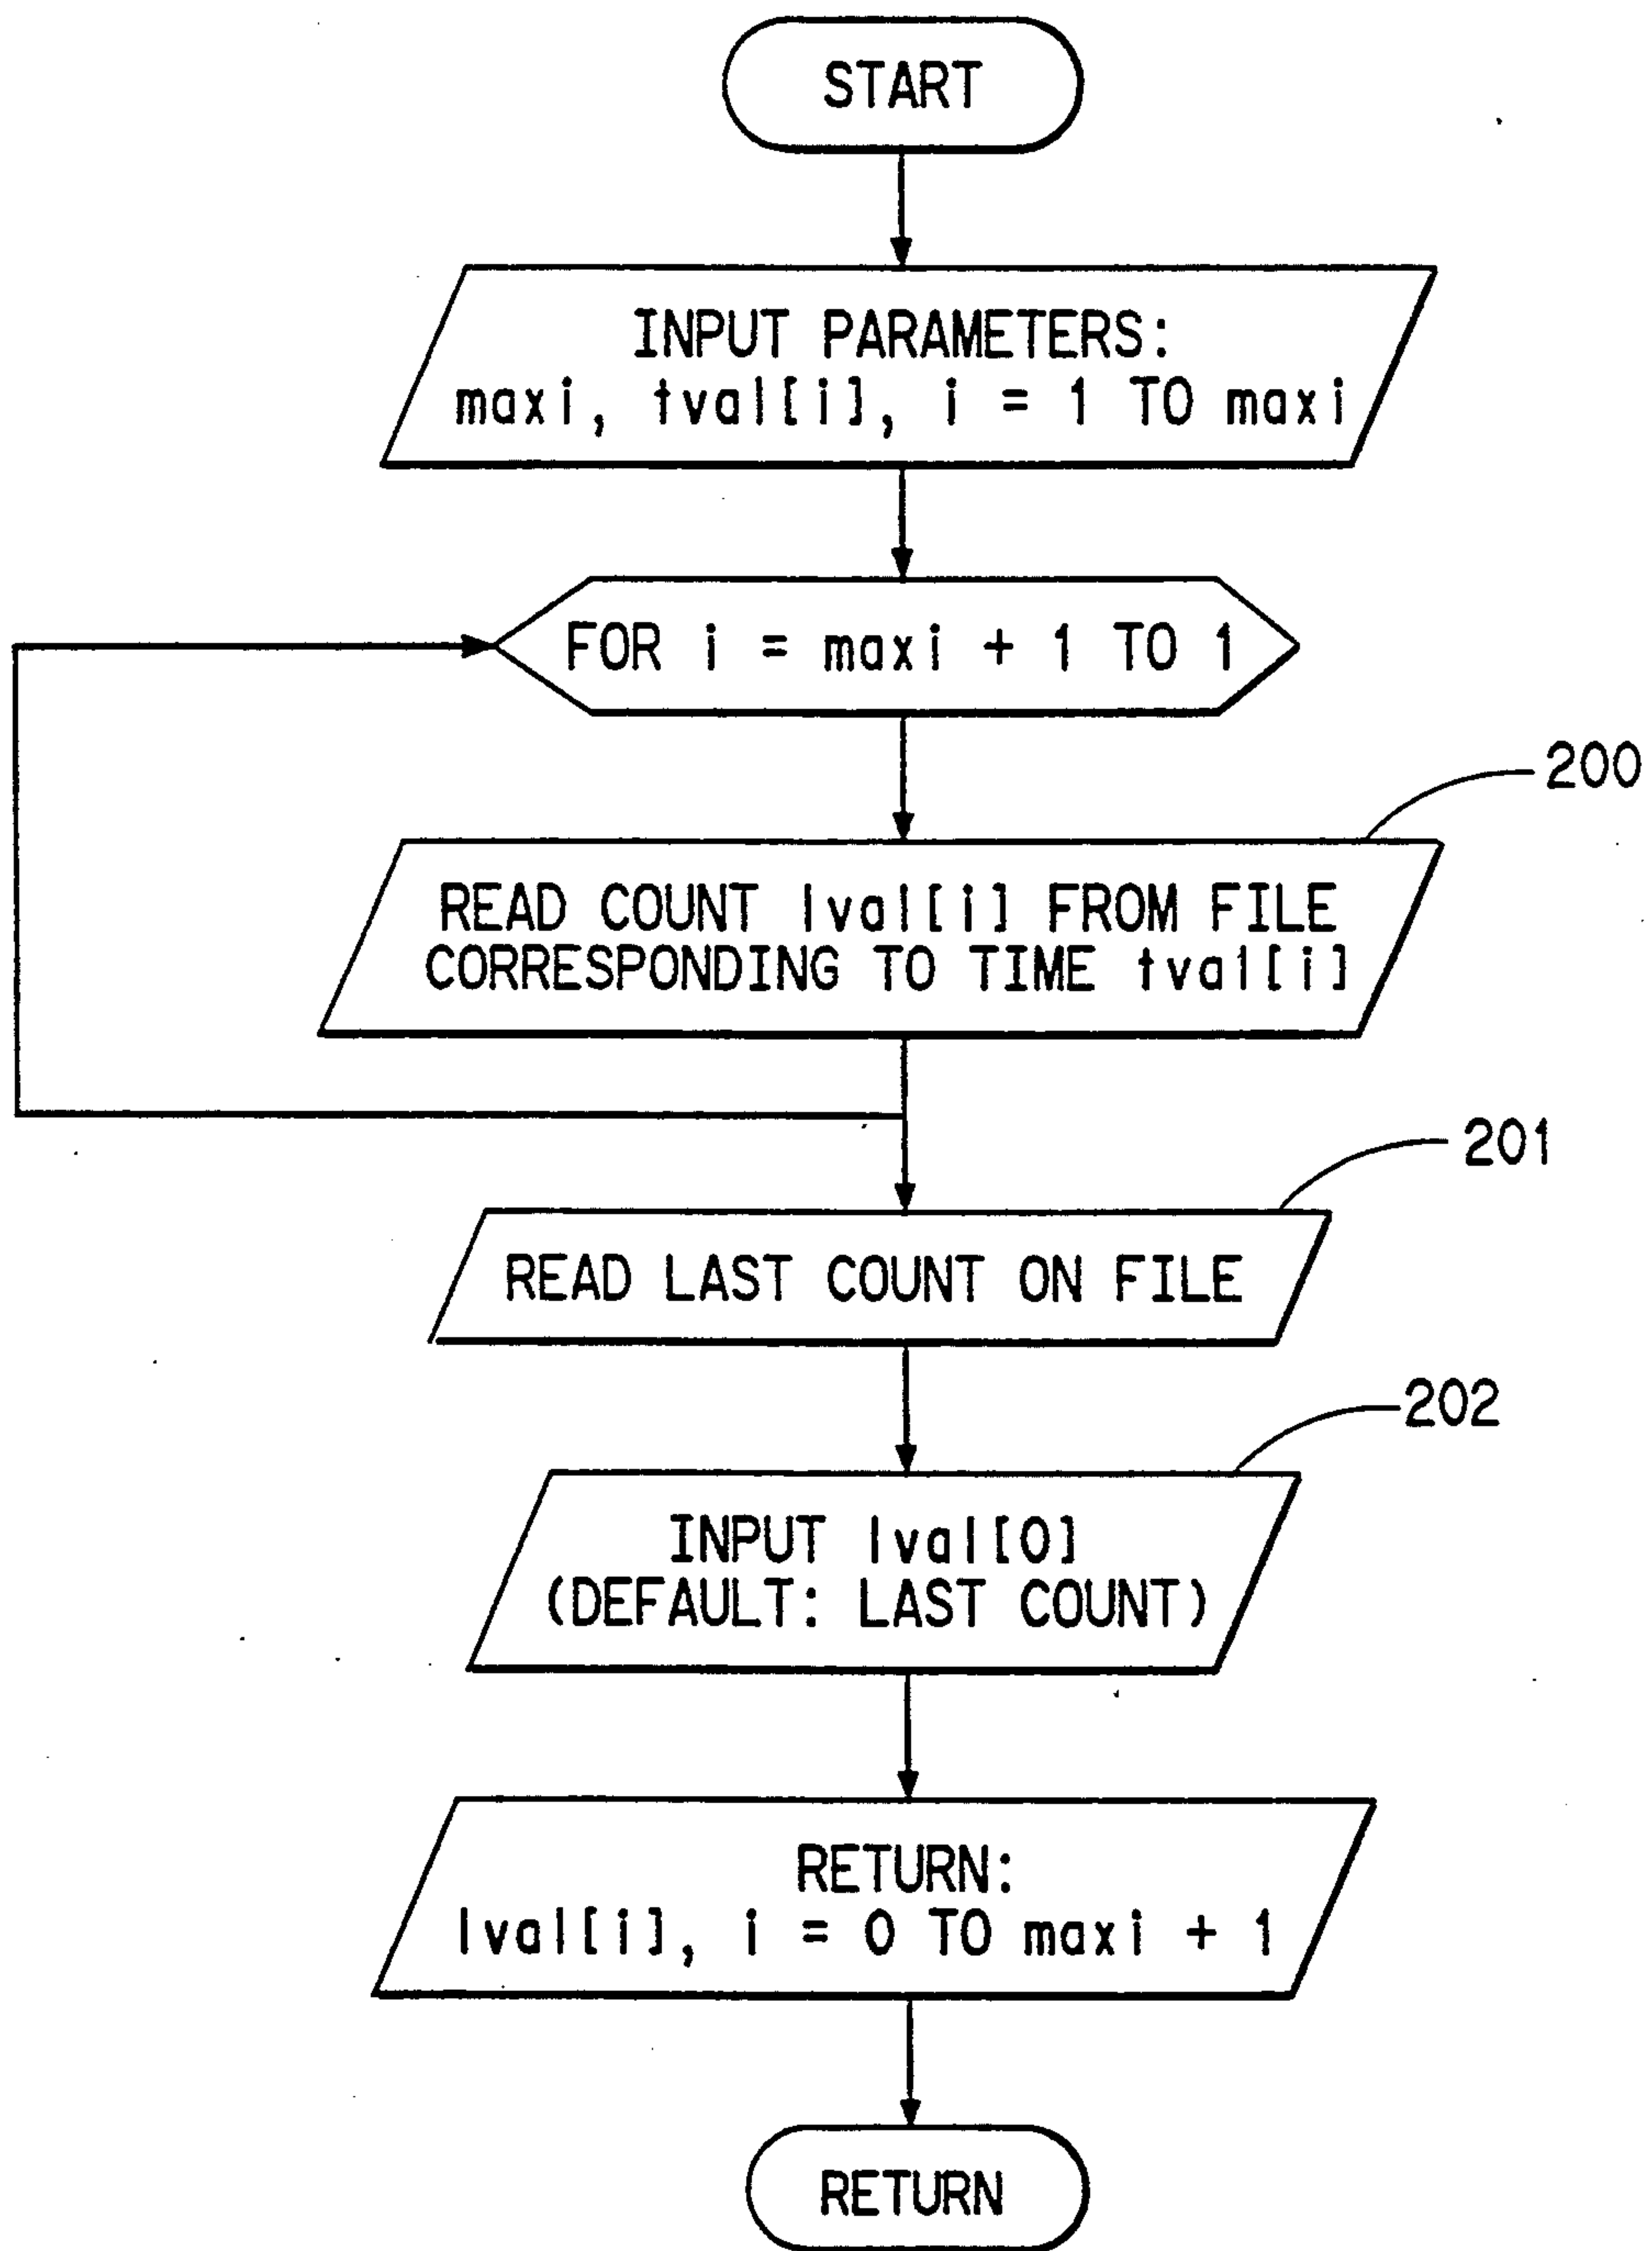 START
INPUT PARAMETERS:
maxi, tval[i], i = 1 TO maxi
FOR i = maxi + 1 TO 1
200
READ COUNT lval[i] FROM FILE
CORRESPONDING TO TIME tval[i]
201
READ LAST COUNT ON FILE
202
INPUT lval[0]
(DEFAULT: LAST COUNT)
RETURN:
lval[i], i = 0 TO maxi + 1
RETURN